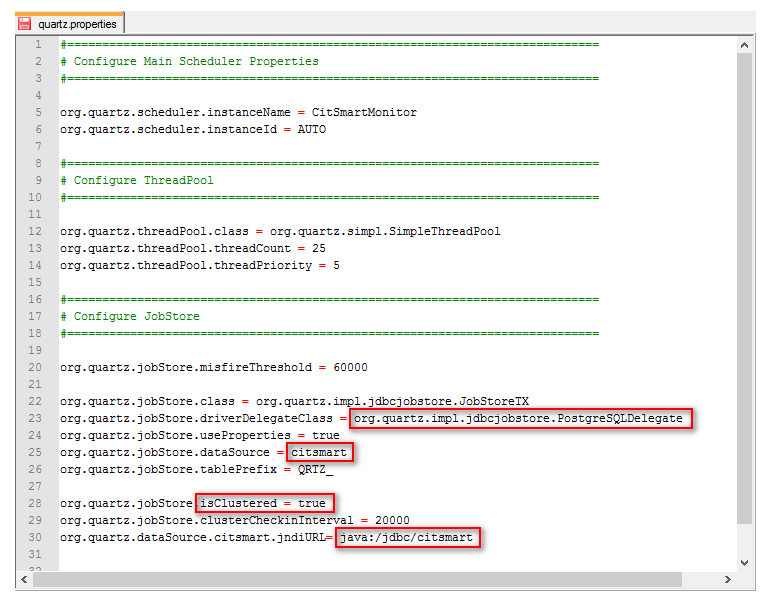 quartz.properties
1 #============================================================================
2 # Configure Main Scheduler Properties
3 #============================================================================
4
5 org.quartz.scheduler.instanceName = CitSmartMonitor
6 org.quartz.scheduler.instanceId = AUTO
7
8 #============================================================================
9 # Configure ThreadPool
10 #============================================================================
11
12 org.quartz.threadPool.class = org.quartz.simpl.SimpleThreadPool
13 org.quartz.threadPool.threadCount = 25
14 org.quartz.threadPool.threadPriority = 5
15
16 #============================================================================
17 # Configure JobStore
18 #============================================================================
19
20 org.quartz.jobStore.misfireThreshold = 60000
21
22 org.quartz.jobStore.class = org.quartz.impl.jdbcjobstore.JobStoreTX
23 org.quartz.jobStore.driverDelegateClass = org.quartz.impl.jdbcjobstore.PostgreSQLDelegate
24 org.quartz.jobStore.useProperties = true
25 org.quartz.jobStore.dataSource = citsmart
26 org.quartz.jobStore.tablePrefix = QRTZ_
27
28 org.quartz.jobStore.isClustered = true
29 org.quartz.jobStore.clusterCheckinInterval = 20000
30 org.quartz.dataSource.citsmart.jndiURL= java:/jdbc/citsmart
31